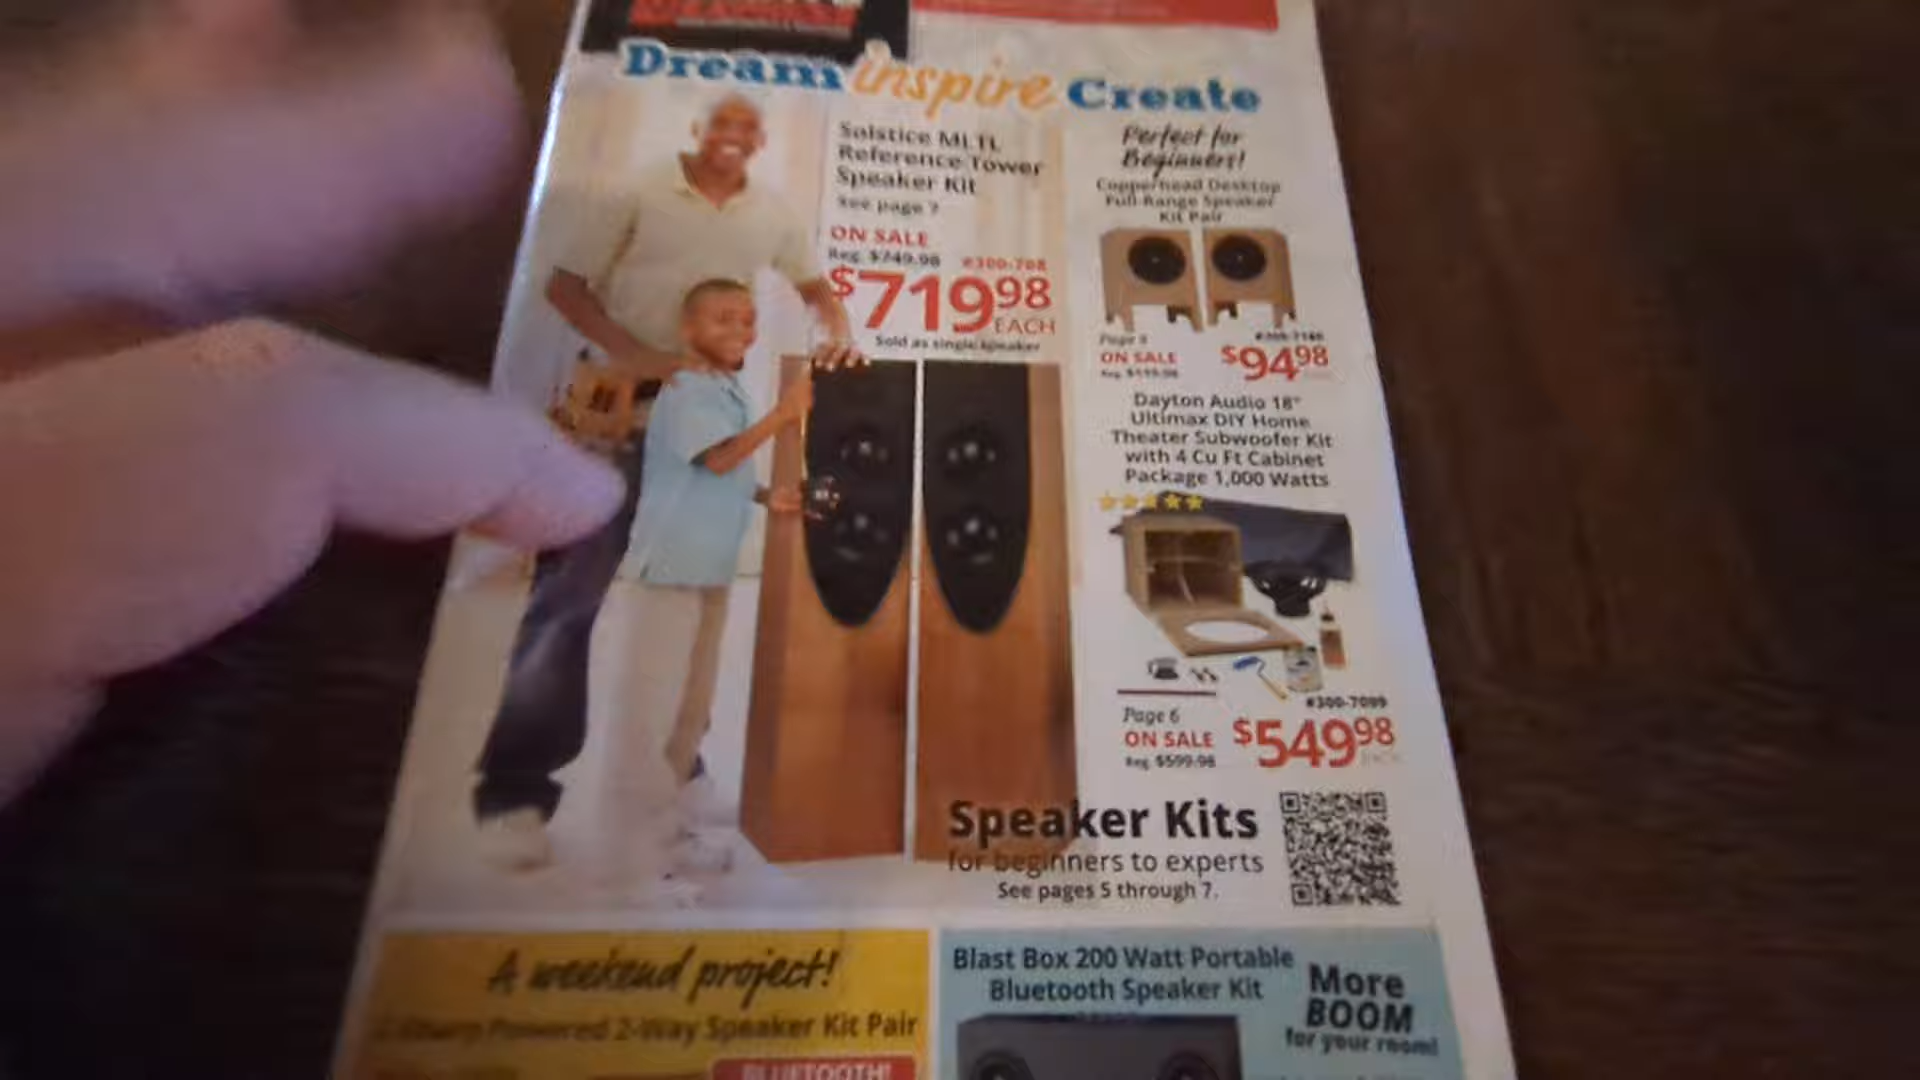 Dream inspire Create
Solstice MLTL
Reference Tower
Speaker Kit
See page 7
ON SALE
Reg. $749.98 #300-708
$719.98
EACH
Sold as single speaker
Perfect for
Beginners!
Copperhead Desktop
Full-Range Speaker
Kit Pair
ON SALE
$94.98
Dayton Audio 18"
Ultimax DIY Home
Theater Subwoofer Kit
with 4 Cu Ft Cabinet
Package 1,000 Watts
#300-7099
Page 6
ON SALE
Reg. $599.98
$549.98
EACH
Speaker Kits
for beginners to experts
See pages 5 through 7.
A weekend project!
Powered 2-Way Speaker Kit Pair
BLUETOOTH!
Blast Box 200 Watt Portable
Bluetooth Speaker Kit
More
BOOM
for your room!